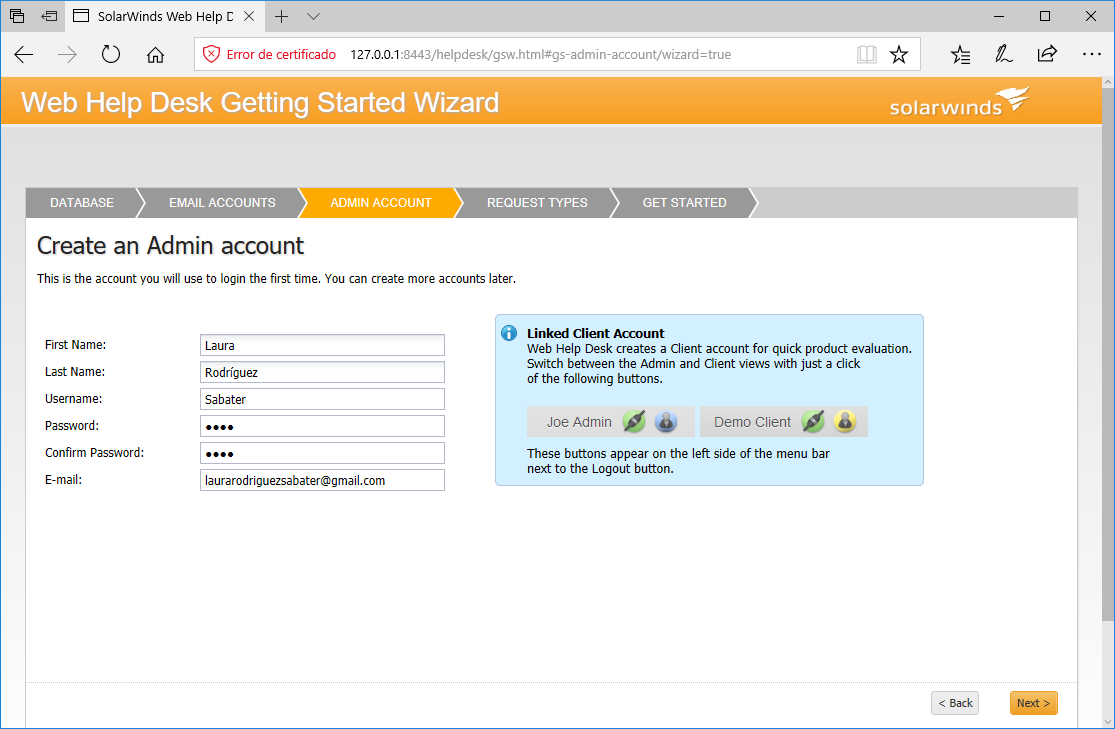 SolarWinds Web Help D
Error de certificado 127.0.0.1:8443/helpdesk/gsw.html#gs-admin-account/wizard=true
Web Help Desk Getting Started Wizard
solarwinds
DATABASE EMAIL ACCOUNTS ADMIN ACCOUNT REQUEST TYPES GET STARTED
Create an Admin account
This is the account you will use to login the first time. You can create more accounts later.
First Name: Laura
Last Name: Rodríguez
Username: Sabater
Password: ●●●●
Confirm Password: ●●●●
E-mail: laurarodriguezsabater@gmail.com
Linked Client Account
Web Help Desk creates a Client account for quick product evaluation.
Switch between the Admin and Client views with just a click
of the following buttons.
Joe Admin Demo Client
These buttons appear on the left side of the menu bar
next to the Logout button.
< Back Next >